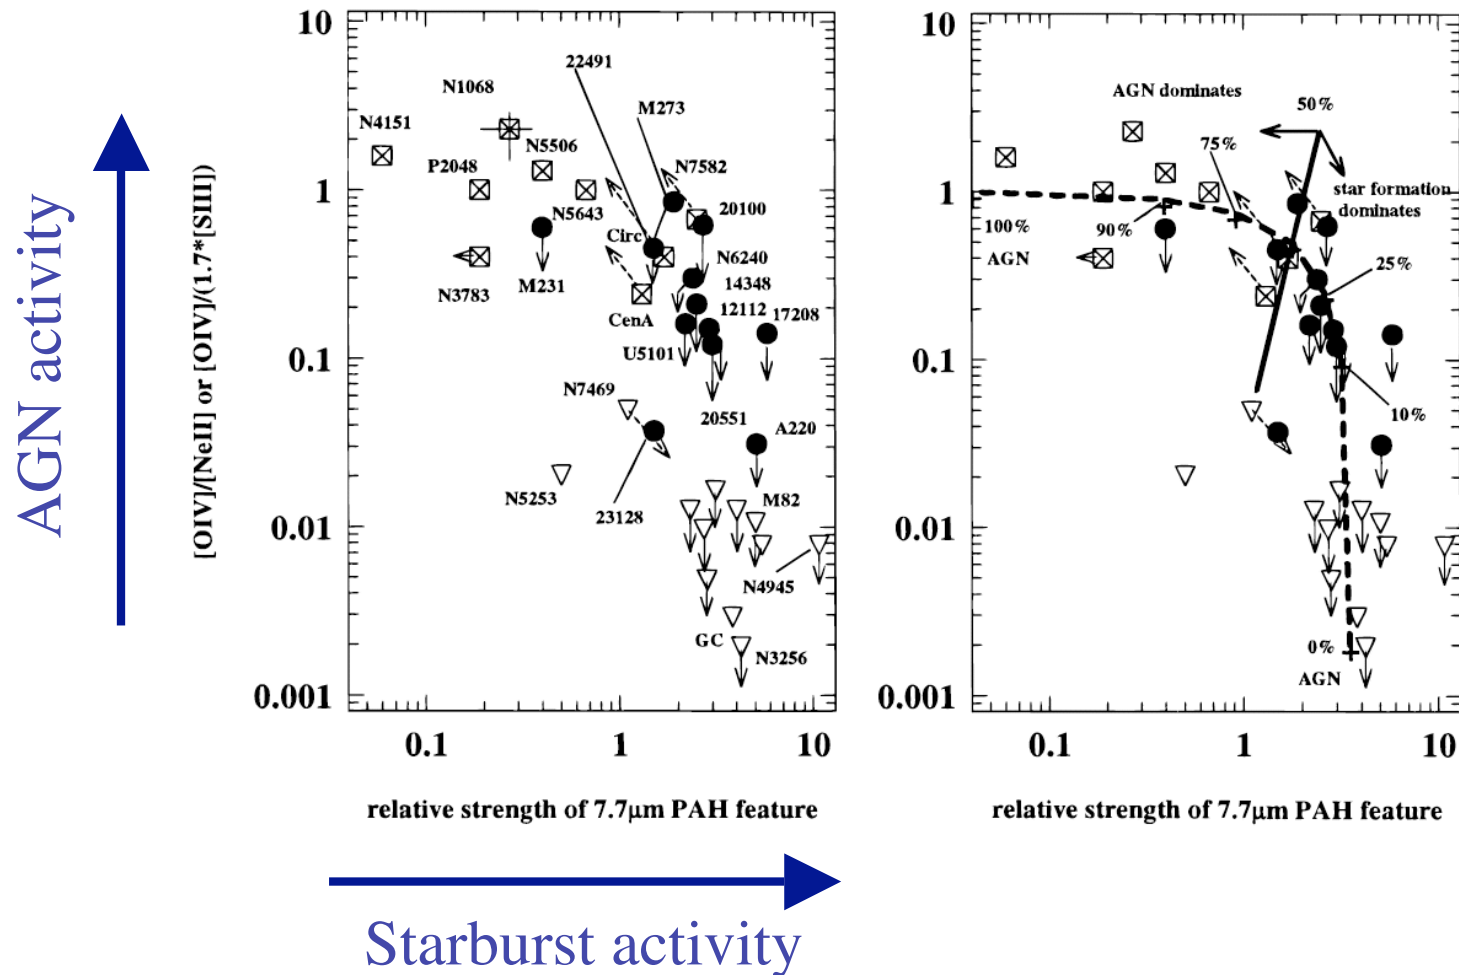 AGN activity
[OIV]/[NeII] or [OIV]/(1.7*[SIII])
10
1
0.1
0.01
0.001
0.1
1
10
N1068
N4151
P2048
N5506
22491
M273
N7582
20100
N5643
Circ
N6240
N3783
M231
14348
CenA
12112
17208
U5101
N7469
20551
A220
N5253
23128
M82
N4945
GC
N3256
relative strength of 7.7μm PAH feature
10
1
0.1
0.01
0.001
0.1
1
10
AGN dominates
50%
75%
star formation
dominates
100%
AGN
90%
25%
10%
0%
AGN
relative strength of 7.7μm PAH feature
Starburst activity